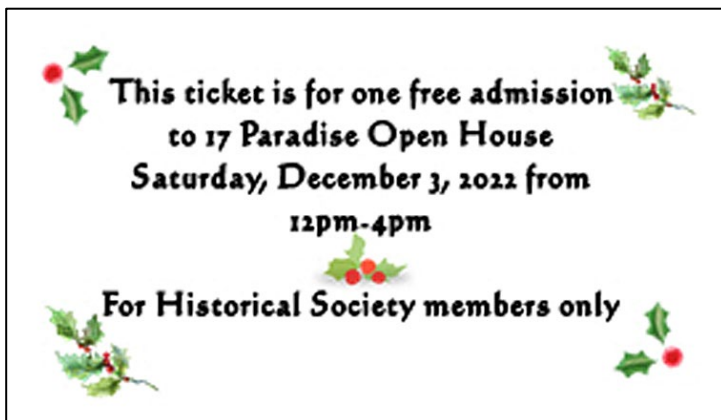 This ticket is for one free admission
to 17 Paradise Open House
Saturday, December 3, 2022 from
12pm-4pm
For Historical Society members only